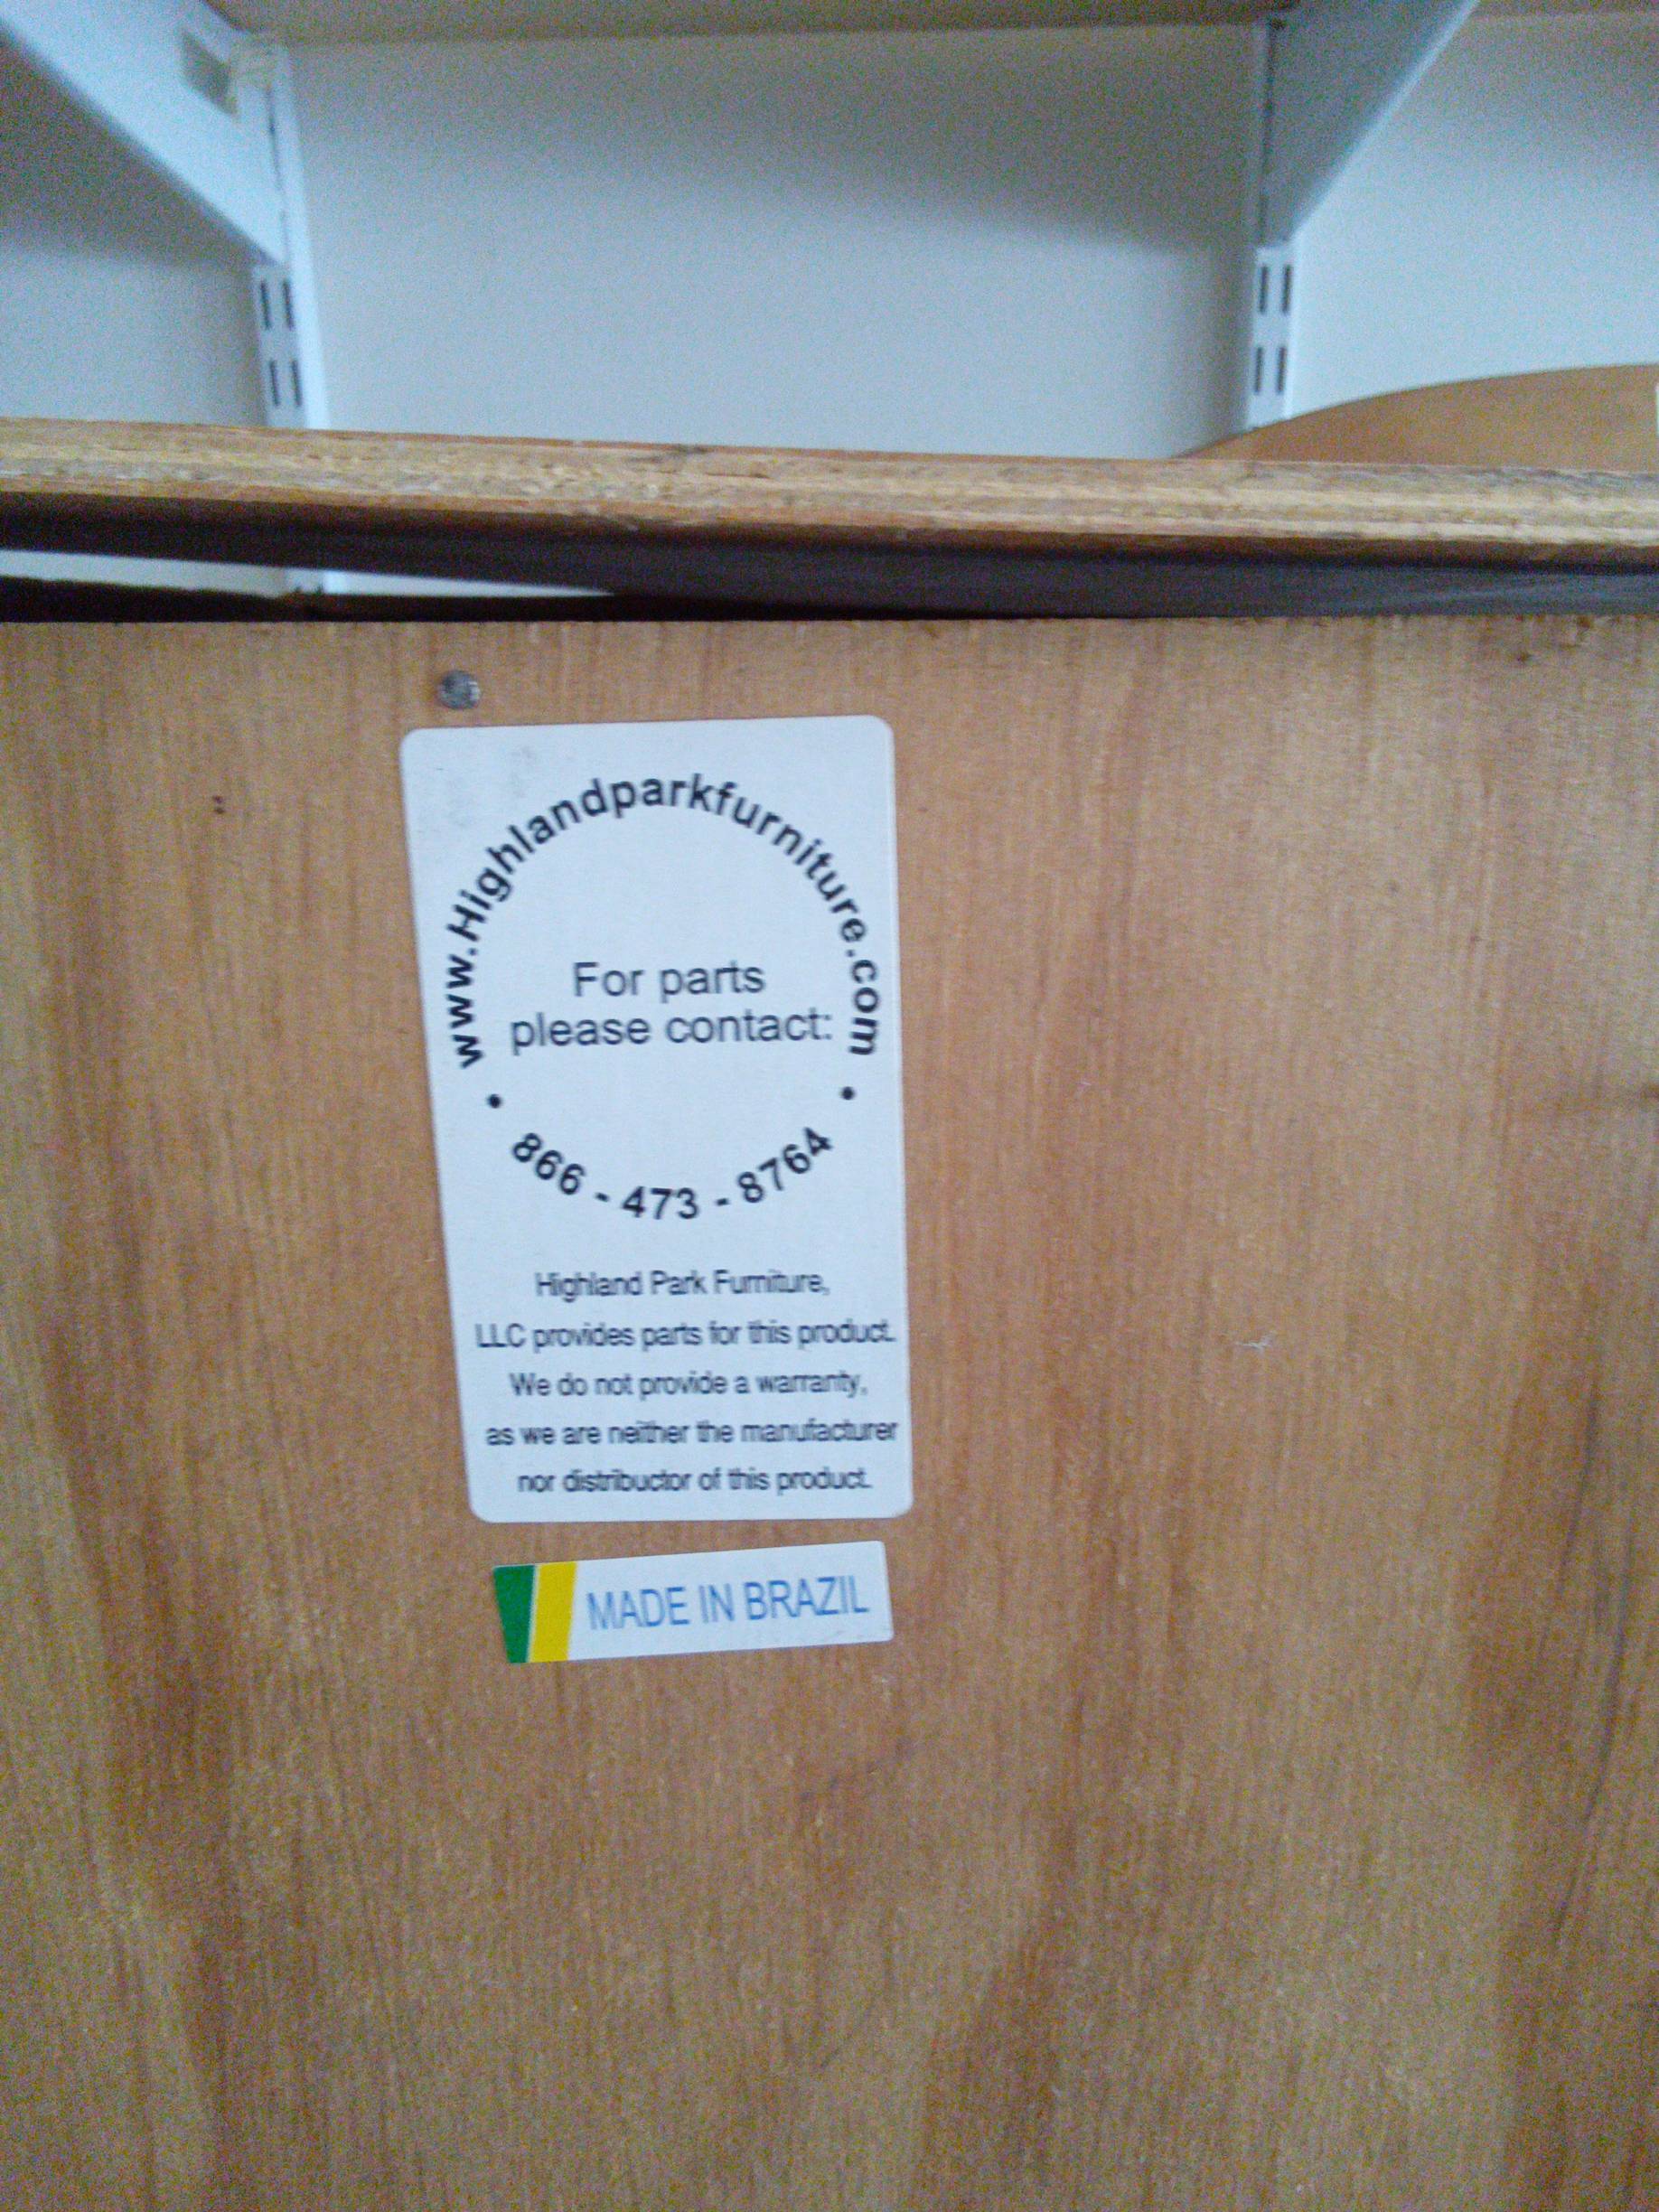 www.Highlandparkfurniture.com
For parts
please contact:
• 866 - 473 - 8764 •
Highland Park Furniture,
LLC provides parts for this product.
We do not provide a warranty,
as we are neither the manufacturer
nor distribuctor of this product.
MADE IN BRAZIL